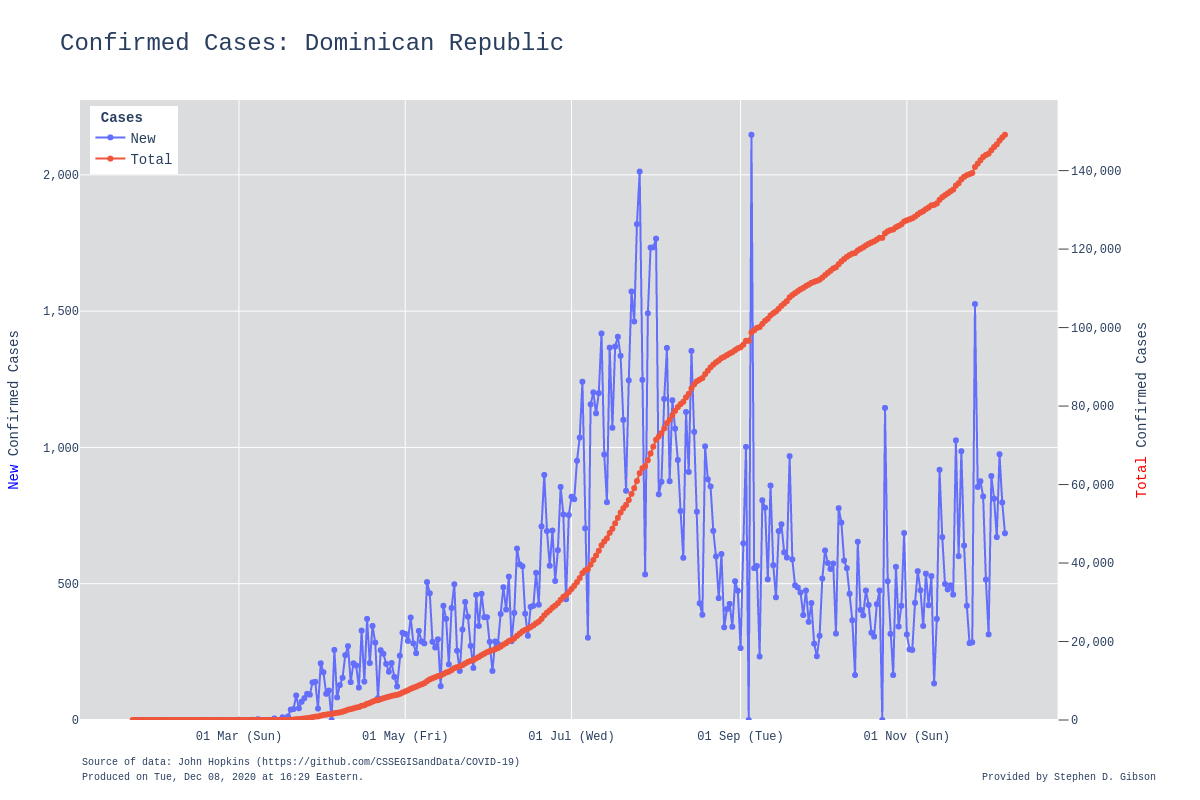 Confirmed Cases: Dominican Republic
Cases
New
Total
2,000
1,500
1,000
500
0
140,000
120,000
100,000
80,000
60,000
40,000
20,000
0
New Confirmed Cases
Total Confirmed Cases
01 Mar (Sun)
01 May (Fri)
01 Jul (Wed)
01 Sep (Tue)
01 Nov (Sun)
Source of data: John Hopkins (https://github.com/CSSEGISandData/COVID-19)
Produced on Tue, Dec 08, 2020 at 16:29 Eastern.
Provided by Stephen D. Gibson